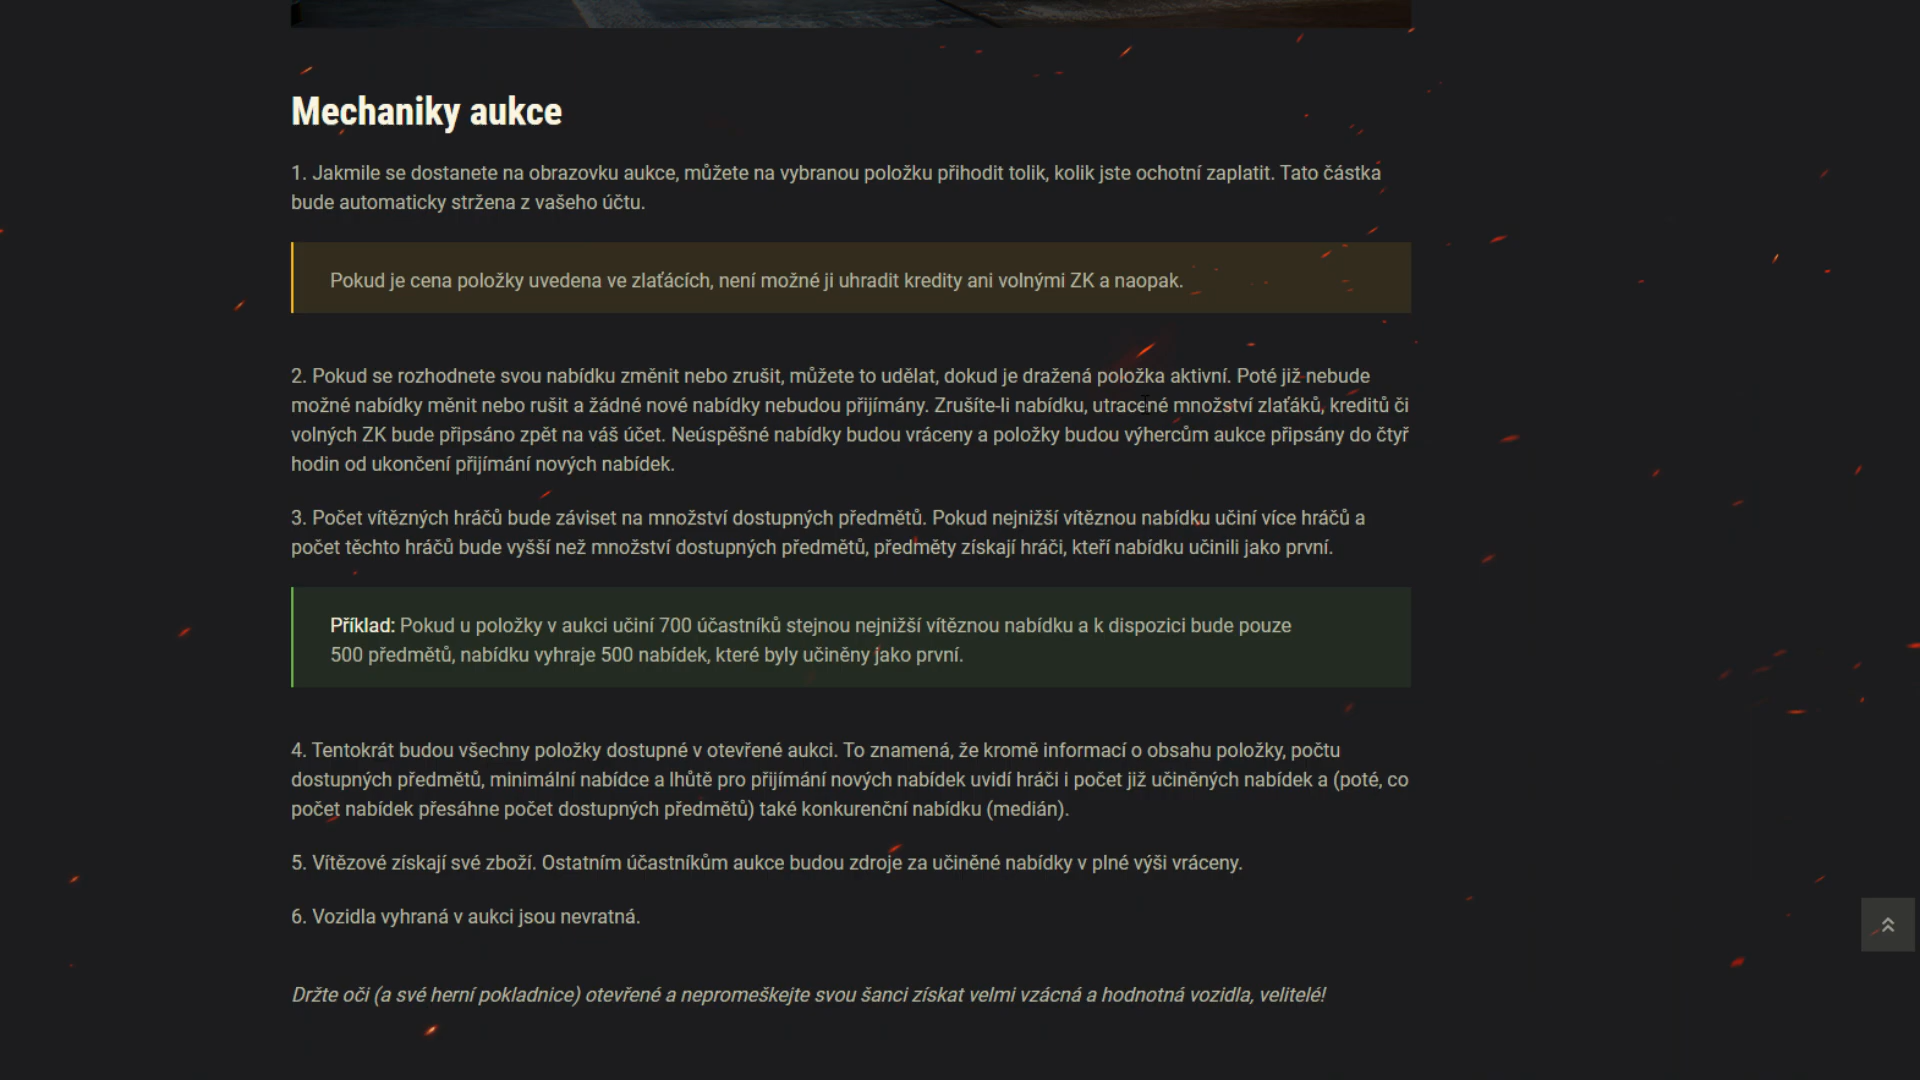 Mechaniky aukce
1. Jakmile se dostanete na obrazovku aukce, můžete na vybranou položku přihodit tolik, kolik jste ochotní zaplatit. Tato částka
bude automaticky stržena z vašeho účtu.
Pokud je cena položky uvedena ve zlaťácích, není možné ji uhradit kredity ani volnými ZK a naopak.
2. Pokud se rozhodnete svou nabídku změnit nebo zrušit, můžete to udělat, dokud je dražená položka aktivní. Poté již nebude
možné nabídky měnit nebo rušit a žádné nové nabídky nebudou přijímány. Zrušíte-li nabídku, utracené množství zlaťáků, kreditů či
volných ZK bude připsáno zpět na váš účet. Neúspěšné nabídky budou vráceny a položky budou výhercům aukce připsány do čtyř
hodin od ukončení přijímání nových nabídek.
3. Počet vítězných hráčů bude záviset na množství dostupných předmětů. Pokud nejnižší vítěznou nabídku učiní více hráčů a
počet těchto hráčů bude vyšší než množství dostupných předmětů, předměty získají hráči, kteří nabídku učinili jako první.
Příklad: Pokud u položky v aukci učiní 700 účastníků stejnou nejnižší vítěznou nabídku a k dispozici bude pouze
500 předmětů, nabídku vyhraje 500 nabídek, které byly učiněny jako první.
4. Tentokrát budou všechny položky dostupné v otevřené aukci. To znamená, že kromě informací o obsahu položky, počtu
dostupných předmětů, minimální nabídce a lhůtě pro přijímání nových nabídek uvidí hráči i počet již učiněných nabídek a (poté, co
počet nabídek přesáhne počet dostupných předmětů) také konkurenční nabídku (medián).
5. Vítězové získají své zboží. Ostatním účastníkům aukce budou zdroje za učiněné nabídky v plné výši vráceny.
6. Vozidla vyhraná v aukci jsou nevratná.
Držte oči (a své herní pokladnice) otevřené a nepromeškejte svou šanci získat velmi vzácná a hodnotná vozidla, velitelé!